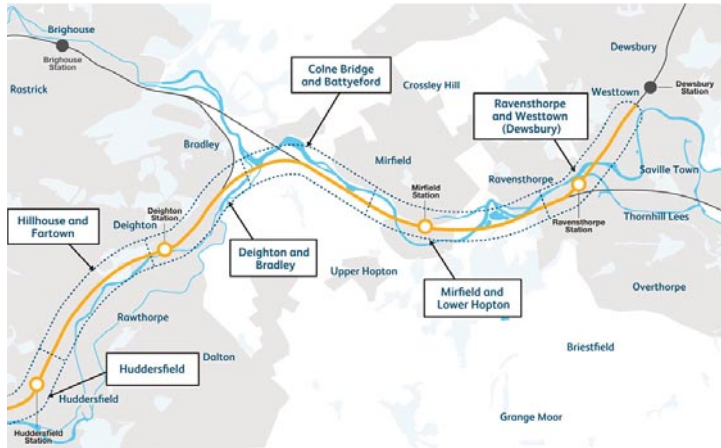 Brighouse
Brighouse
Station
Rastrick
Colne Bridge
and Battyeford
Crossley Hill
Dewsbury
Westtown
Dewsbury
Station
Ravensthorpe
and Westtown
(Dewsbury)
Bradley
Mirfield
Mirfield
Station
Ravensthorpe
Saville Town
Hillhouse and
Fartown
Deighton
Deighton
Station
Ravensthorpe
Station
Thornhill Lees
Deighton and
Bradley
Upper Hopton
Mirfield and
Lower Hopton
Overthorpe
Rawthorpe
Dalton
Briestfield
Huddersfield
Huddersfield
Huddersfield
Station
Grange Moor